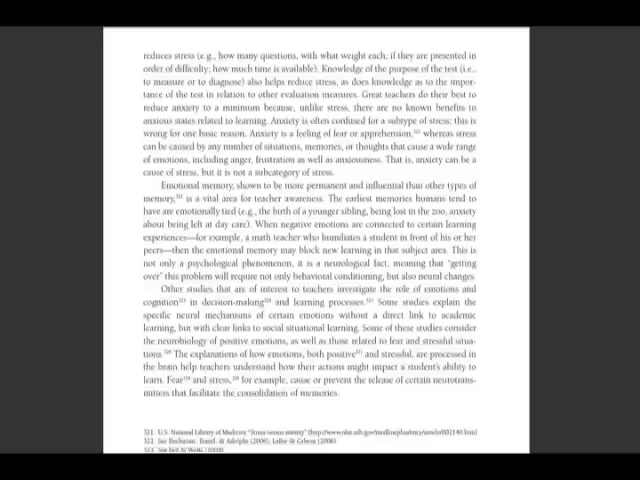 reduces stress (e.g., how many questions, with what weight each, if they are presented in
order of difficulty, how much time is available). Knowledge of the purpose of the test (i.e.,
to measure or to diagnose) also helps reduce stress, as does knowledge as to the impor-
tance of the test in relation to other evaluation measures. Great teachers do their best to
reduce anxiety to a minimum because, unlike stress, there are no known benefits to
anxious states related to learning. Anxiety is often confused for a subtype of stress; this is
wrong for one basic reason. Anxiety is a feeling of fear or apprehension, whereas stress
can be caused by any number of situations, memories, or thoughts that cause a wide range
of emotions, including anger, frustration as well as anxiousness. That is, anxiety can be a
cause of stress, but it is not a subcategory of stress.
Emotional memory, shown to be more permanent and influential than other types of
memory, is a vital area for teacher awareness. The earliest memories humans tend to
have are emotionally tied (e.g., the birth of a younger sibling, being lost in the zoo, anxiety
about being left at day care). When negative emotions are connected to certain learning
experiences—for example, a math teacher who humiliates a student in front of his or her
peers—then the emotional memory may block new learning in that subject area. This is
not only a psychological phenomenon, it is a neurological fact, meaning that "getting
over" this problem will require not only behavioral conditioning, but also neural changes.
Other studies that are of interest to teachers investigate the role of emotions and
cognition in decision-making and learning processes. Some studies explain the
specific neural mechanisms of certain emotions without a direct link to academic
learning, but with clear links to social situational learning. Some of these studies consider
the neurobiology of positive emotions, as well as those related to fear and stressful situa-
tions. The explanations of how emotions, both positive and stressful, are processed in
the brain help teachers understand how their actions might impact a student's ability to
learn. Fear and stress, for example, cause or prevent the release of certain neurotrans-
mitters that facilitate the consolidation of memories.
321. U.S. National Library of Medicine
322. See Buchanan, & Adolphs (2006);
323. See